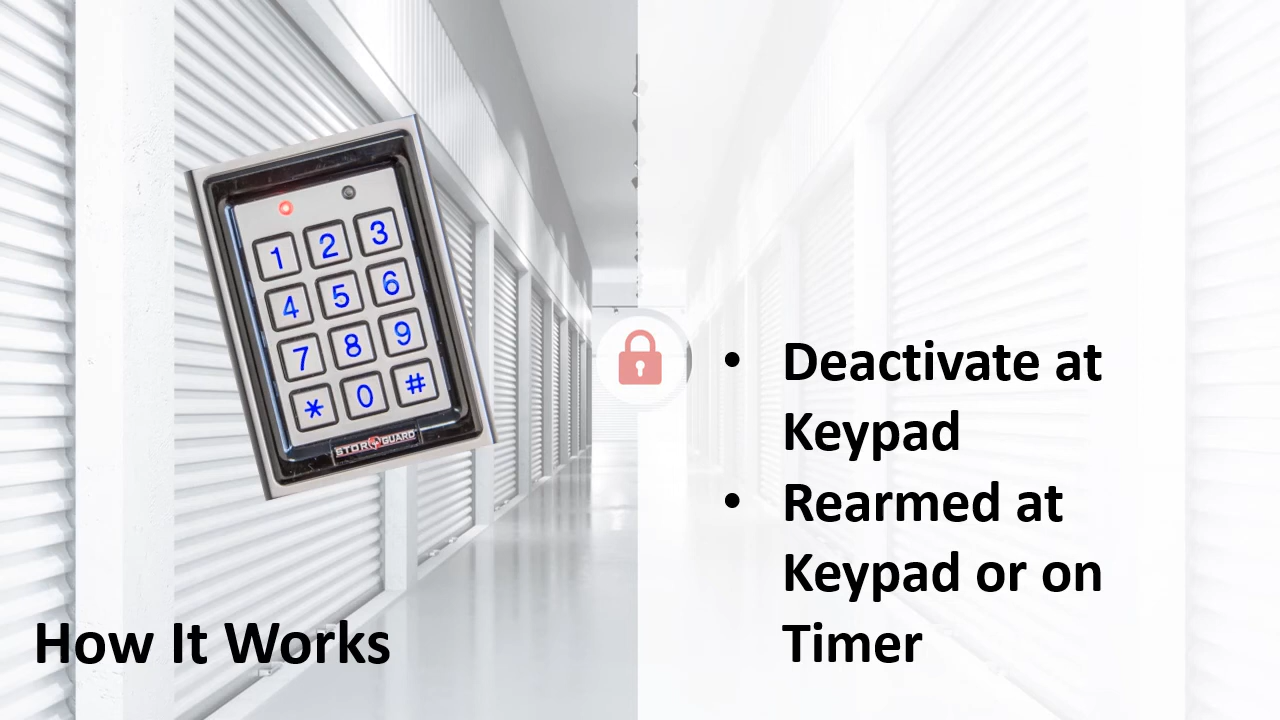 1 2 3
4 5 6
7 8 9
* 0 #
STOR GUARD
How It Works
• Deactivate at
Keypad
• Rearmed at
Keypad or on
Timer